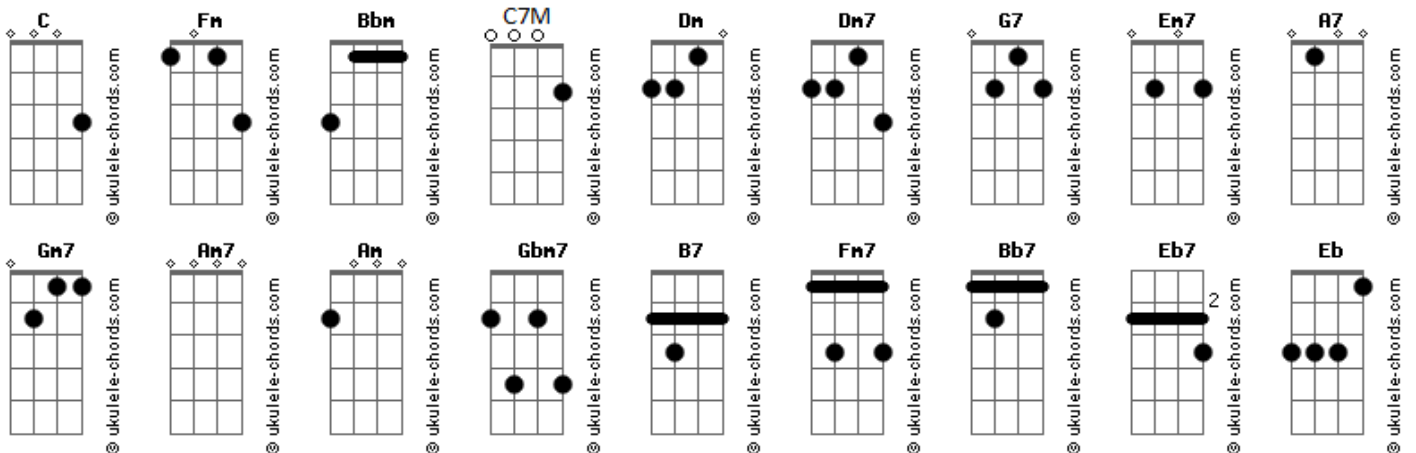 C Fm Bbm C7M Dm Dm7 G7 Em7 A7
© ukulele-chords.com © ukulele-chords.com © ukulele-chords.com © ukulele-chords.com © ukulele-chords.com © ukulele-chords.com © ukulele-chords.com © ukulele-chords.com © ukulele-chords.com
Gm7 Am7 Am Gbm7 B7 Fm7 Bb7 Eb7 Eb
2
© ukulele-chords.com © ukulele-chords.com © ukulele-chords.com © ukulele-chords.com © ukulele-chords.com © ukulele-chords.com © ukulele-chords.com © ukulele-chords.com © ukulele-chords.com